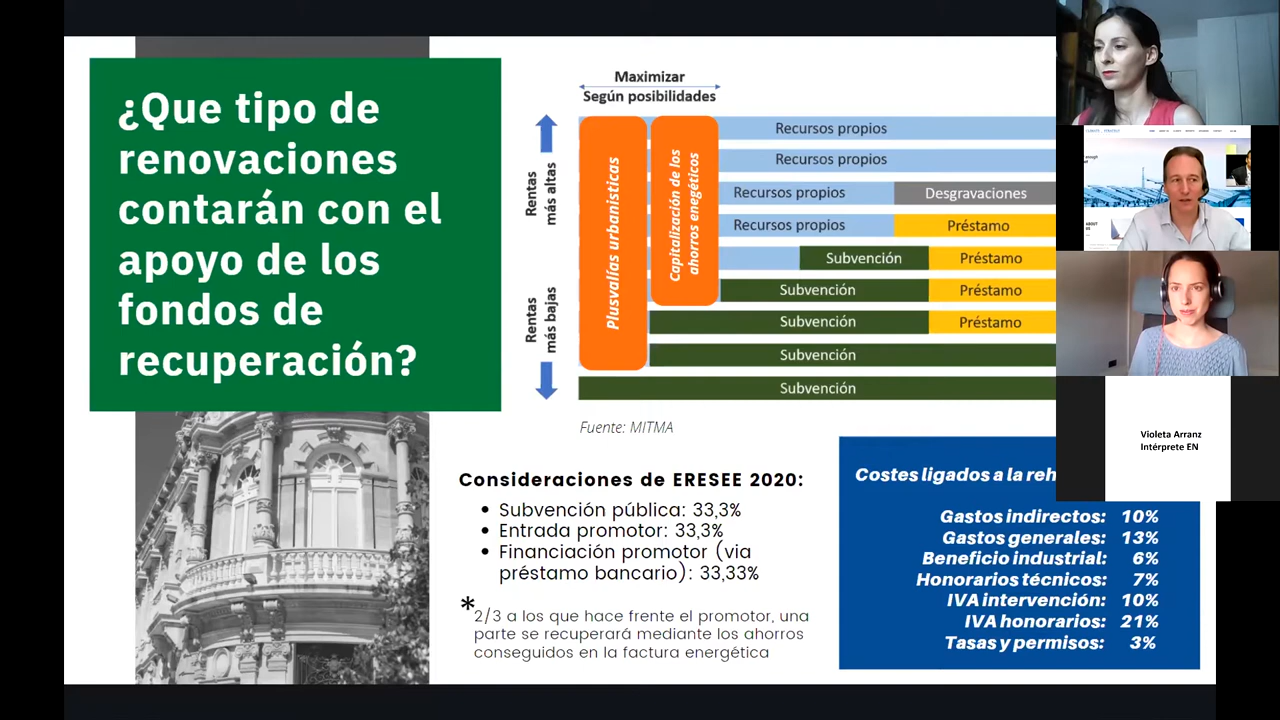 ¿Que tipo de
renovaciones
contarán con el
apoyo de los
fondos de
recuperación?
Maximizar
Según posibilidades
Rentas
más altas
Rentas
más bajas
Plusvalías urbanisticas
Capitalización de los
ahorros enegéticos
Recursos propios
Recursos propios
Recursos propios
Desgravaciones
Recursos propios
Préstamo
Subvención
Préstamo
Subvención
Préstamo
Subvención
Préstamo
Subvención
Subvención
Fuente: MITMA
Consideraciones de ERESEE 2020:
• Subvención pública: 33,3%
• Entrada promotor: 33,3%
• Financiación promotor (via
préstamo bancario): 33,33%
*2/3 a los que hace frente el promotor, una
parte se recuperará mediante los ahorros
conseguidos en la factura energética
Costes ligados a la reh
Gastos indirectos: 10%
Gastos generales: 13%
Beneficio industrial: 6%
Honorarios técnicos: 7%
IVA intervención: 10%
IVA honorarios: 21%
Tasas y permisos: 3%
Violeta Arranz
Intérprete EN